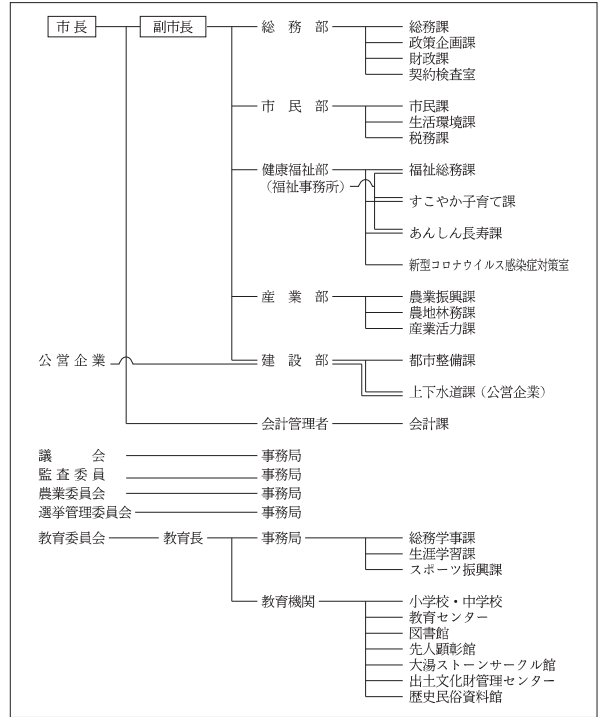 市長 副市長 総務部 総務課
政策企画課
財政課
契約検査室
市民部 市民課
生活環境課
税務課
健康福祉部 福祉総務課
（福祉事務所）
すこやか子育て課
あんしん長寿課
新型コロナウイルス感染症対策室
産業部 農業振興課
農地林務課
産業活力課
公営企業 建設部 都市整備課
上下水道課（公営企業）
会計管理者 会計課
議会 事務局
監査委員 事務局
農業委員会 事務局
選挙管理委員会 事務局
教育委員会 教育長 事務局 総務学事課
生涯学習課
スポーツ振興課
教育機関 小学校・中学校
教育センター
図書館
先人顕彰館
大湯ストーンサークル館
出土文化財管理センター
歴史民俗資料館